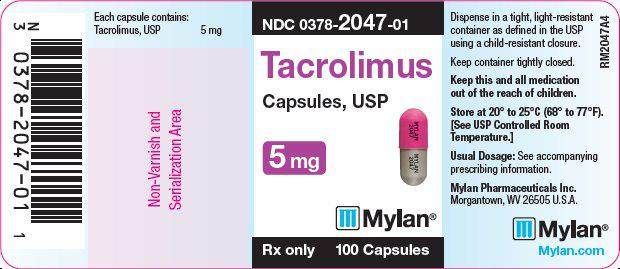 N
3 0378-2047-01 1
Each capsule contains:
Tacrolimus, USP 5 mg
Non-Varnish and
Serialization Area
NDC 0378-2047-01
Tacrolimus
Capsules, USP
MYLAN
2047
MYLAN
2047
5 mg
Mylan®
Rx only 100 Capsules
Dispense in a tight, light-resistant
container as defined in the USP
using a child-resistant closure.
Keep container tightly closed.
Keep this and all medication
out of the reach of children.
Store at 20° to 25°C (68° to 77°F).
[See USP Controlled Room
Temperature.]
Usual Dosage: See accompanying
prescribing information.
Mylan Pharmaceuticals Inc.
Morgantown, WV 26505 U.S.A.
Mylan®
Mylan.com
RM2047A4